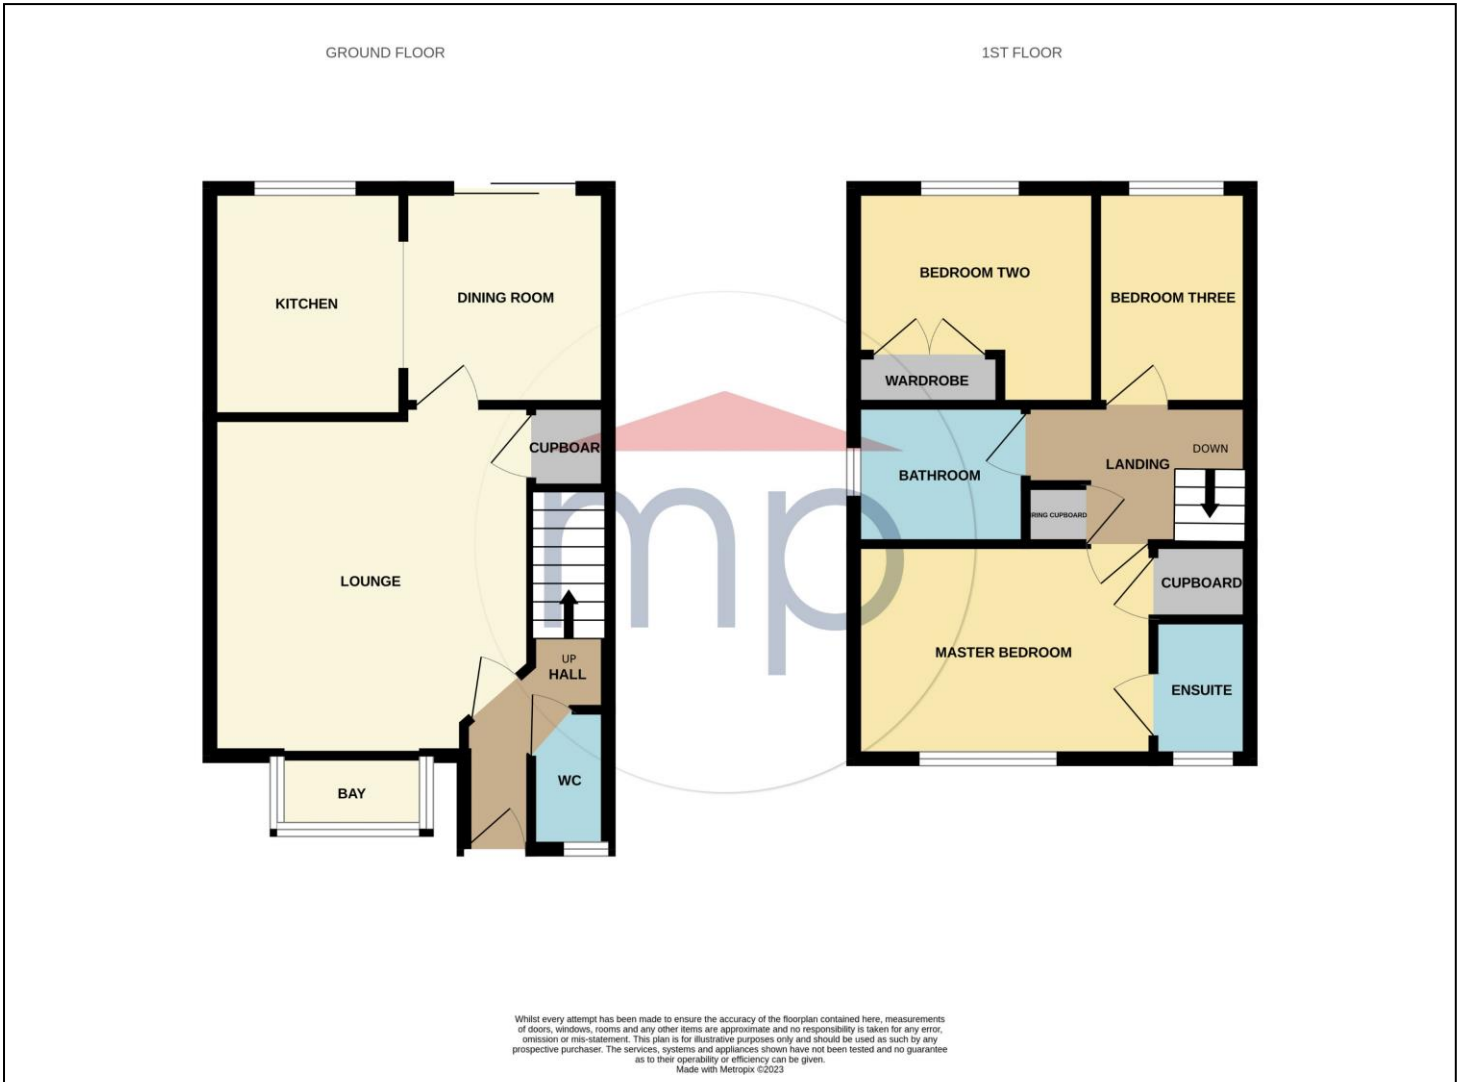 GROUND FLOOR
1ST FLOOR
KITCHEN
DINING ROOM
CUPBOAR
LOUNGE
UP
HALL
WC
BAY
BEDROOM TWO
BEDROOM THREE
WARDROBE
BATHROOM
LANDING
DOWN
RING CUPBOARD
CUPBOARD
MASTER BEDROOM
ENSUITE
mp
Whilst every attempt has been made to ensure the accuracy of the floorplan contained here, measurements
of doors, windows, rooms and any other items are approximate and no responsibility is taken for any error,
omission or mis-statement. This plan is for illustrative purposes only and should be used as such by any
prospective purchaser. The services, systems and appliances shown have not been tested and no guarantee
as to their operability or efficiency can be given.
Made with Metropix ©2023